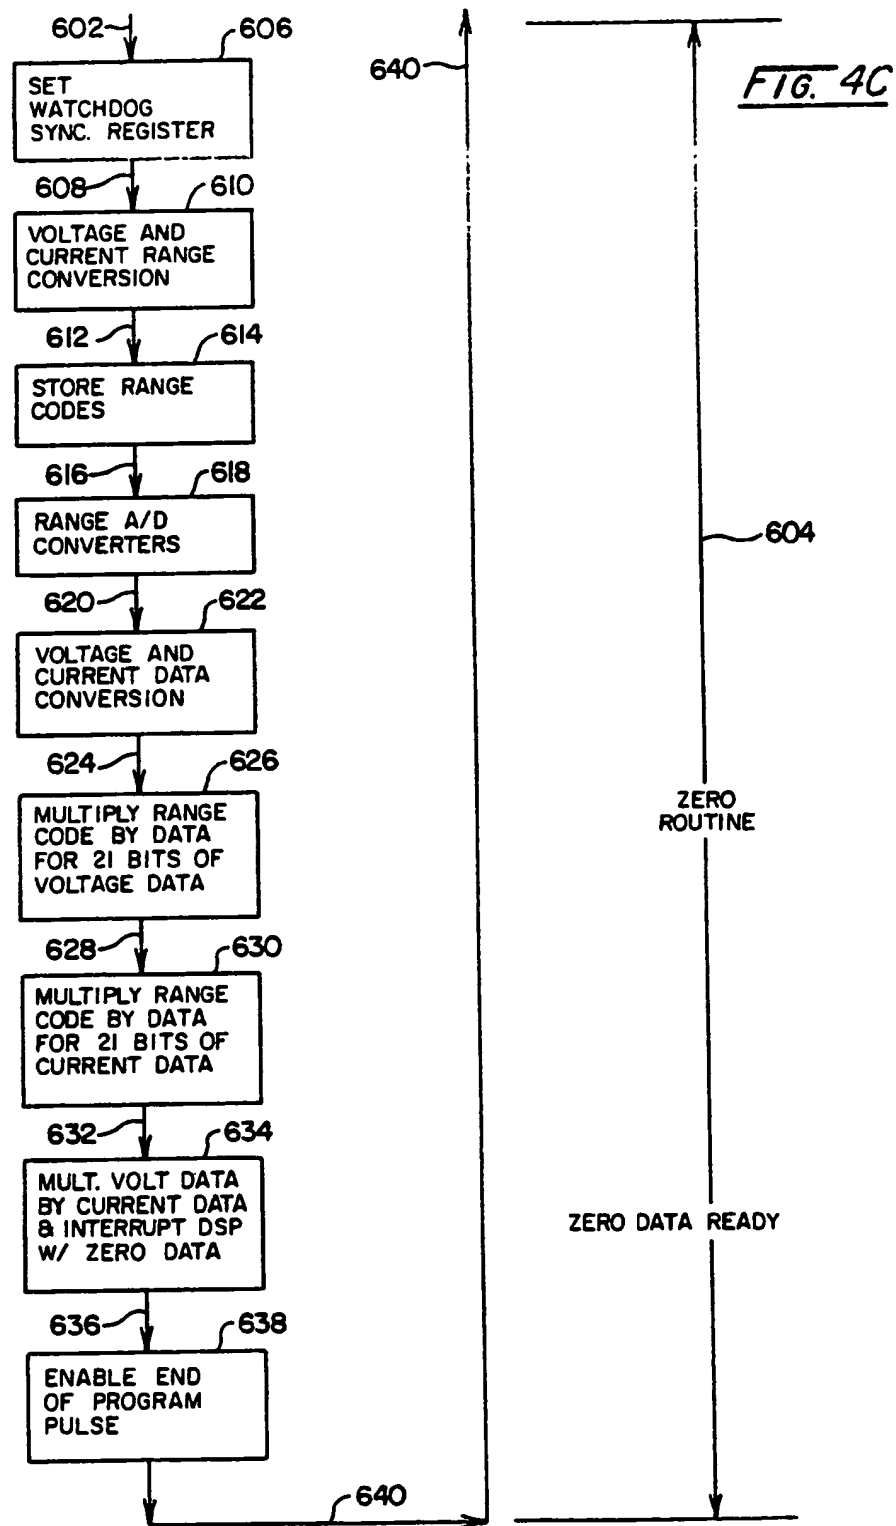 602
606
640
FIG. 4C
SET
WATCHDOG
SYNC. REGISTER
608
610
VOLTAGE AND
CURRENT RANGE
CONVERSION
612
614
STORE RANGE
CODES
616
618
RANGE A/D
CONVERTERS
604
620
622
VOLTAGE AND
CURRENT DATA
CONVERSION
624
626
MULTIPLY RANGE
CODE BY DATA
FOR 21 BITS OF
VOLTAGE DATA
ZERO
ROUTINE
628
630
MULTIPLY RANGE
CODE BY DATA
FOR 21 BITS OF
CURRENT DATA
632
634
MULT. VOLT DATA
BY CURRENT DATA
& INTERRUPT DSP
W/ ZERO DATA
ZERO DATA READY
636
638
ENABLE END
OF PROGRAM
PULSE
640